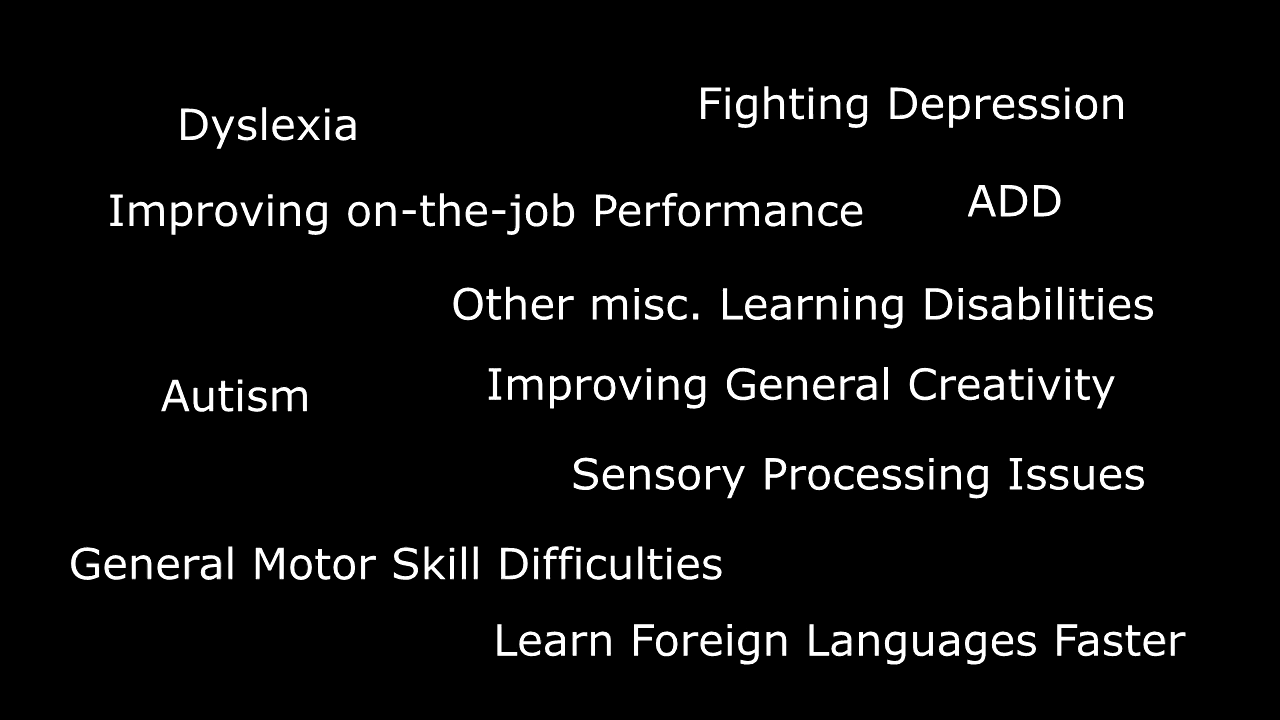 Fighting Depression
Dyslexia
ADD
Improving on-the-job Performance
Other misc. Learning Disabilities
Improving General Creativity
Autism
Sensory Processing Issues
General Motor Skill Difficulties
Learn Foreign Languages Faster